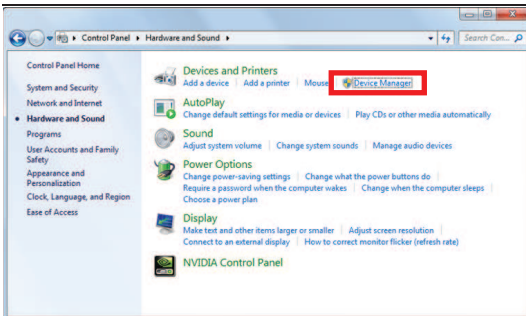 Control Panel ▸ Hardware and Sound ▸
Search Con...
Control Panel Home
System and Security
Network and Internet
Hardware and Sound
Programs
User Accounts and Family
Safety
Appearance and
Personalization
Clock, Language, and Region
Ease of Access
Devices and Printers
Add a device | Add a printer | Mouse | Device Manager
AutoPlay
Change default settings for media or devices | Play CDs or other media automatically
Sound
Adjust system volume | Change system sounds | Manage audio devices
Power Options
Change power-saving settings | Change what the power buttons do |
Require a password when the computer wakes | Change when the computer sleeps |
Choose a power plan
Display
Make text and other items larger or smaller | Adjust screen resolution |
Connect to an external display | How to correct monitor flicker (refresh rate)
NVIDIA Control Panel